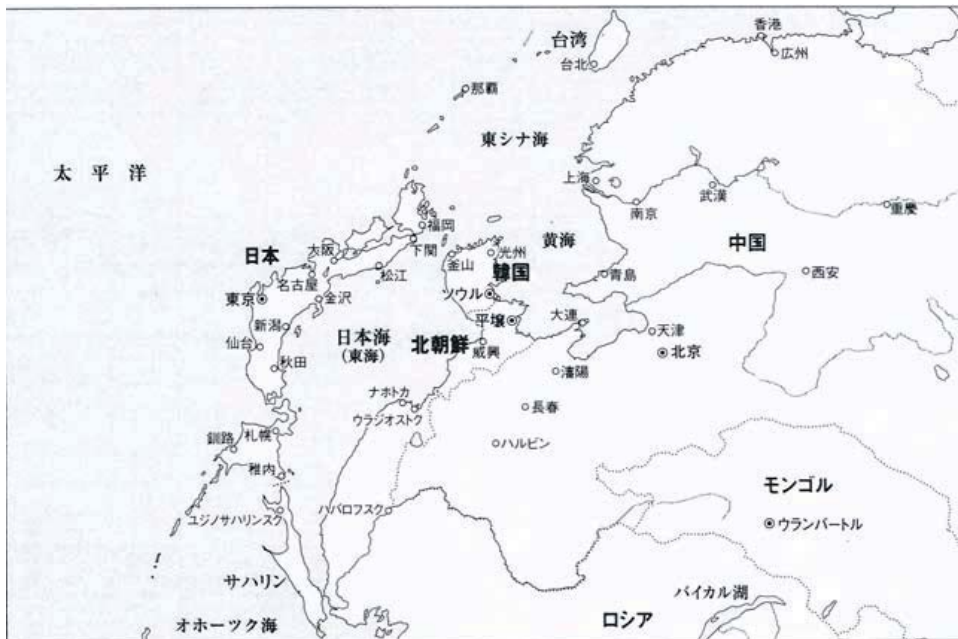 香港
広州
台湾
台北
那覇
東シナ海
太平洋
上海
南京
武漢
重慶
福岡
下関
黄海
中国
日本
大阪
釜山
光州
韓国
名古屋
松江
青島
西安
東京
金沢
ソウル
新潟
日本海
(東海)
平壌
大連
天津
仙台
北朝鮮
咸興
北京
秋田
瀋陽
ナホトカ
ウラジオストク
長春
釧路
札幌
ハルビン
稚内
モンゴル
ユジノサハリンスク
ハバロフスク
ウランバートル
サハリン
バイカル湖
オホーツク海
ロシア